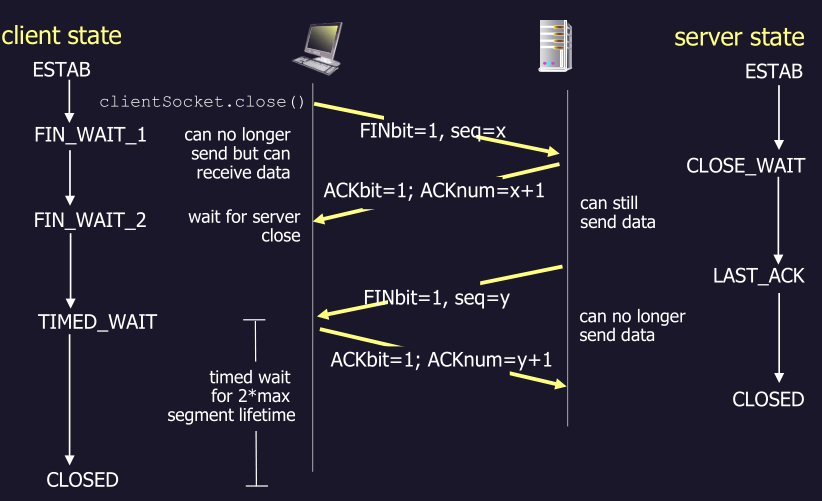 client state
server state
ESTAB
ESTAB
clientSocket.close()
FINbit=1, seq=x
FIN_WAIT_1
can no longer
send but can
receive data
CLOSE_WAIT
ACKbit=1; ACKnum=x+1
FIN_WAIT_2
wait for server
close
can still
send data
LAST_ACK
FINbit=1, seq=y
TIMED_WAIT
can no longer
send data
ACKbit=1; ACKnum=y+1
timed wait
for 2*max
segment lifetime
CLOSED
CLOSED